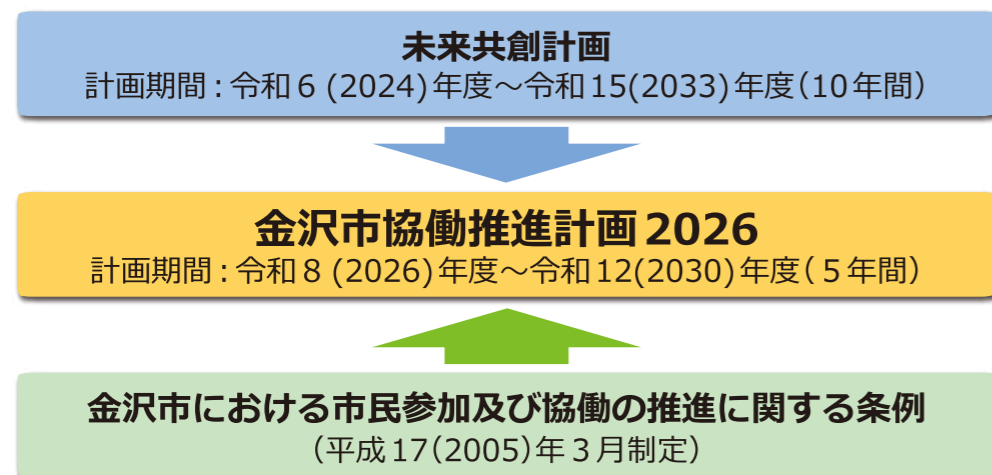 未来共創計画
計画期間：令和6(2024)年度～令和15(2033)年度（10年間）
金沢市協働推進計画2026
計画期間：令和8(2026)年度～令和12(2030)年度（5年間）
金沢市における市民参加及び協働の推進に関する条例
（平成17(2005)年3月制定）